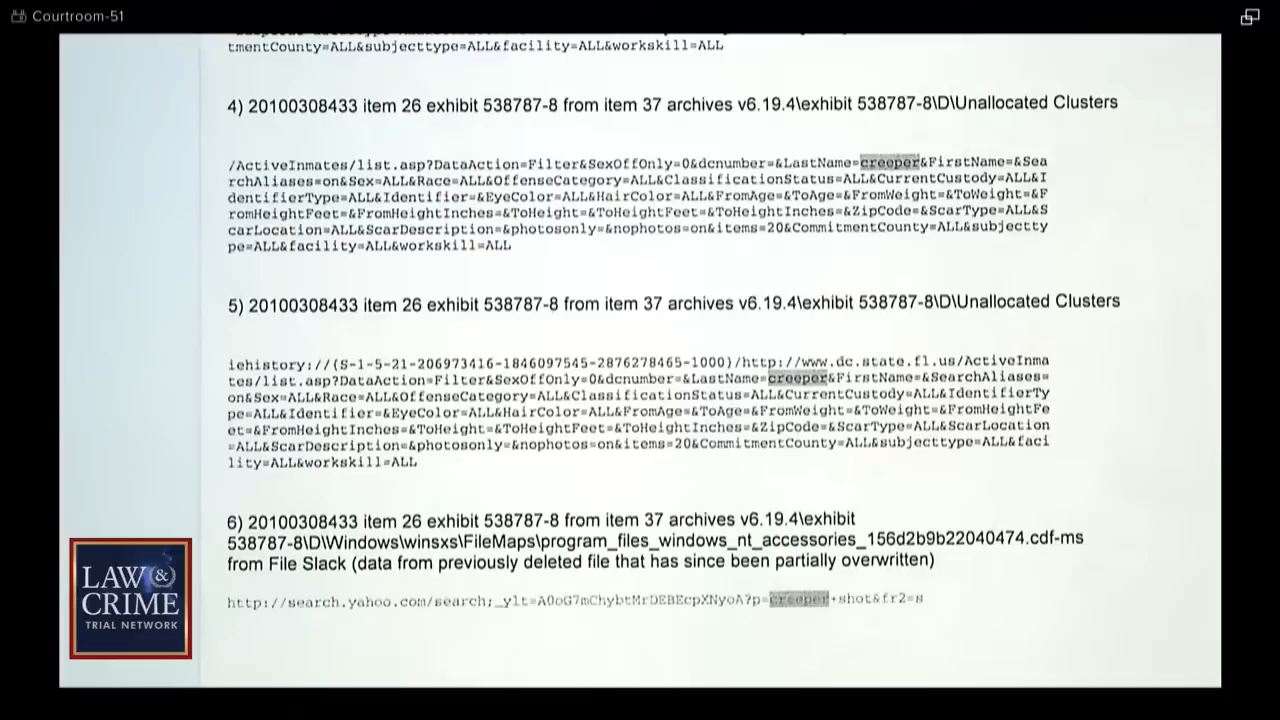 Courtroom-51
tmentCounty=ALL&subjecttype=ALL&facility=ALL&workskill=ALL
4) 20100308433 item 26 exhibit 538787-8 from item 37 archives v6.19.4\exhibit 538787-8\D\Unallocated Clusters
/ActiveInmates/list.asp?DataAction=Filter&SexOffOnly=0&dcnumber=&LastName=creeper&FirstName=&Sea
rchAliases=on&Sex=ALL&Race=ALL&OffenseCategory=ALL&ClassificationStatus=ALL&CurrentCustody=ALL&I
dentifierType=ALL&Identifier=&EyeColor=ALL&HairColor=ALL&FromAge=&ToAge=&FromWeight=&ToWeight=&F
romHeightFeet=&FromHeightInches=&ToHeight=&ToHeightFeet=&ToHeightInches=&ZipCode=&ScarType=ALL&S
carLocation=ALL&ScarDescription=&photosonly=&nophotos=on&items=20&CommitmentCounty=ALL&subjectty
pe=ALL&facility=ALL&workskill=ALL
5) 20100308433 item 26 exhibit 538787-8 from item 37 archives v6.19.4\exhibit 538787-8\D\Unallocated Clusters
iehistory://{S-1-5-21-206973416-1846097545-2876278465-1000}/http://www.dc.state.fl.us/ActiveInma
tes/list.asp?DataAction=Filter&SexOffOnly=0&dcnumber=&LastName=creeper&FirstName=&SearchAliases=
on&Sex=ALL&Race=ALL&OffenseCategory=ALL&ClassificationStatus=ALL&CurrentCustody=ALL&IdentifierTy
pe=ALL&Identifier=&EyeColor=ALL&HairColor=ALL&FromAge=&ToAge=&FromWeight=&ToWeight=&FromHeightFe
et=&FromHeightInches=&ToHeight=&ToHeightFeet=&ToHeightInches=&ZipCode=&ScarType=ALL&ScarLocation
=ALL&ScarDescription=&photosonly=&nophotos=on&items=20&CommitmentCounty=ALL&subjecttype=ALL&faci
lity=ALL&workskill=ALL
6) 20100308433 item 26 exhibit 538787-8 from item 37 archives v6.19.4\exhibit
538787-8\D\Windows\winsxs\FileMaps\program_files_windows_nt_accessories_156d2b9b22040474.cdf-ms
from File Slack (data from previously deleted file that has since been partially overwritten)
http://search.yahoo.com/search;_ylt=A0oG7mChybtMrDEBEcpXNyoA?p=creeper+shot&fr2=s
LAW &
CRIME
TRIAL NETWORK